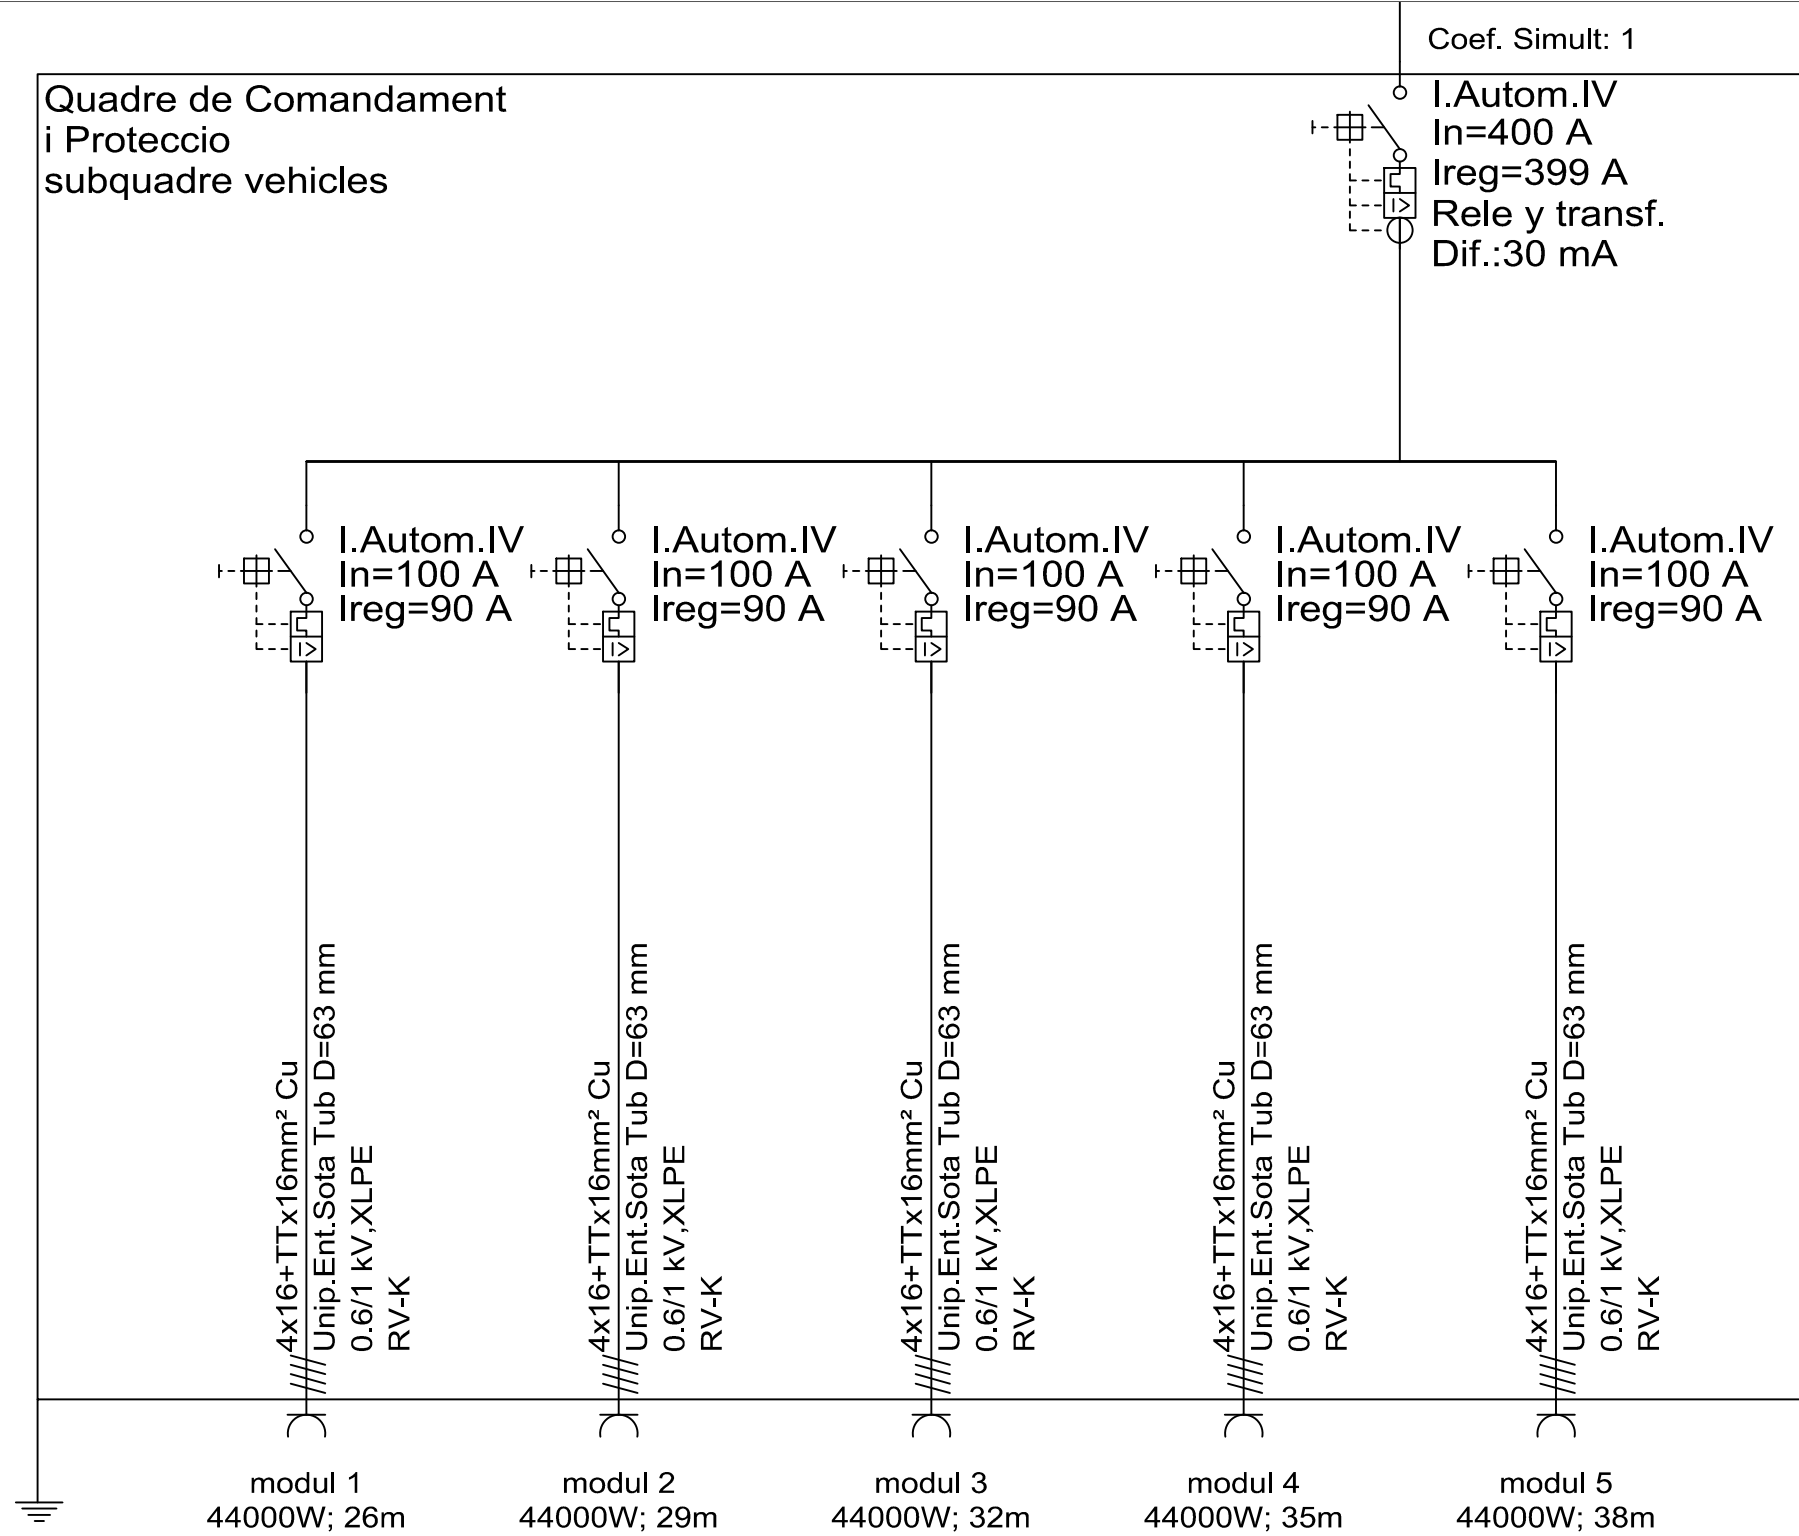 Coef. Simult: 1
Quadre de Comandament
i Proteccio
subquadre vehicles
I.Autom.IV
In=400 A
Ireg=399 A
Rele y transf.
Dif.:30 mA
I.Autom.IV
In=100 A
Ireg=90 A
I>
I.Autom.IV
In=100 A
Ireg=90 A
I>
I.Autom.IV
In=100 A
Ireg=90 A
I>
I.Autom.IV
In=100 A
Ireg=90 A
I>
I.Autom.IV
In=100 A
Ireg=90 A
I>
4x16+TTx16mm² Cu
Unip.Ent.Sota Tub D=63 mm
0.6/1 kV,XLPE
RV-K
4x16+TTx16mm² Cu
Unip.Ent.Sota Tub D=63 mm
0.6/1 kV,XLPE
RV-K
4x16+TTx16mm² Cu
Unip.Ent.Sota Tub D=63 mm
0.6/1 kV,XLPE
RV-K
4x16+TTx16mm² Cu
Unip.Ent.Sota Tub D=63 mm
0.6/1 kV,XLPE
RV-K
4x16+TTx16mm² Cu
Unip.Ent.Sota Tub D=63 mm
0.6/1 kV,XLPE
RV-K
modul 1
44000W; 26m
modul 2
44000W; 29m
modul 3
44000W; 32m
modul 4
44000W; 35m
modul 5
44000W; 38m